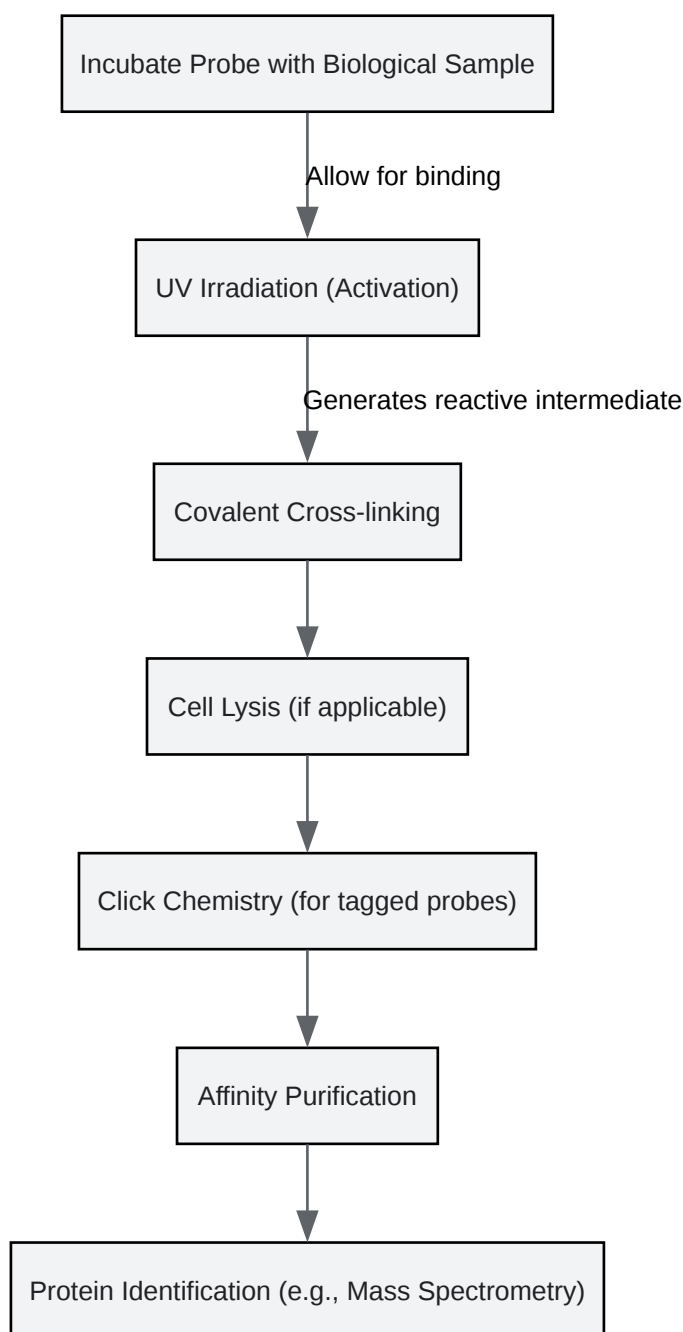 Incubate Probe with Biological Sample
Allow for binding
UV Irradiation (Activation)
Generates reactive intermediate
Covalent Cross-linking
Cell Lysis (if applicable)
Click Chemistry (for tagged probes)
Affinity Purification
Protein Identification (e.g., Mass Spectrometry)